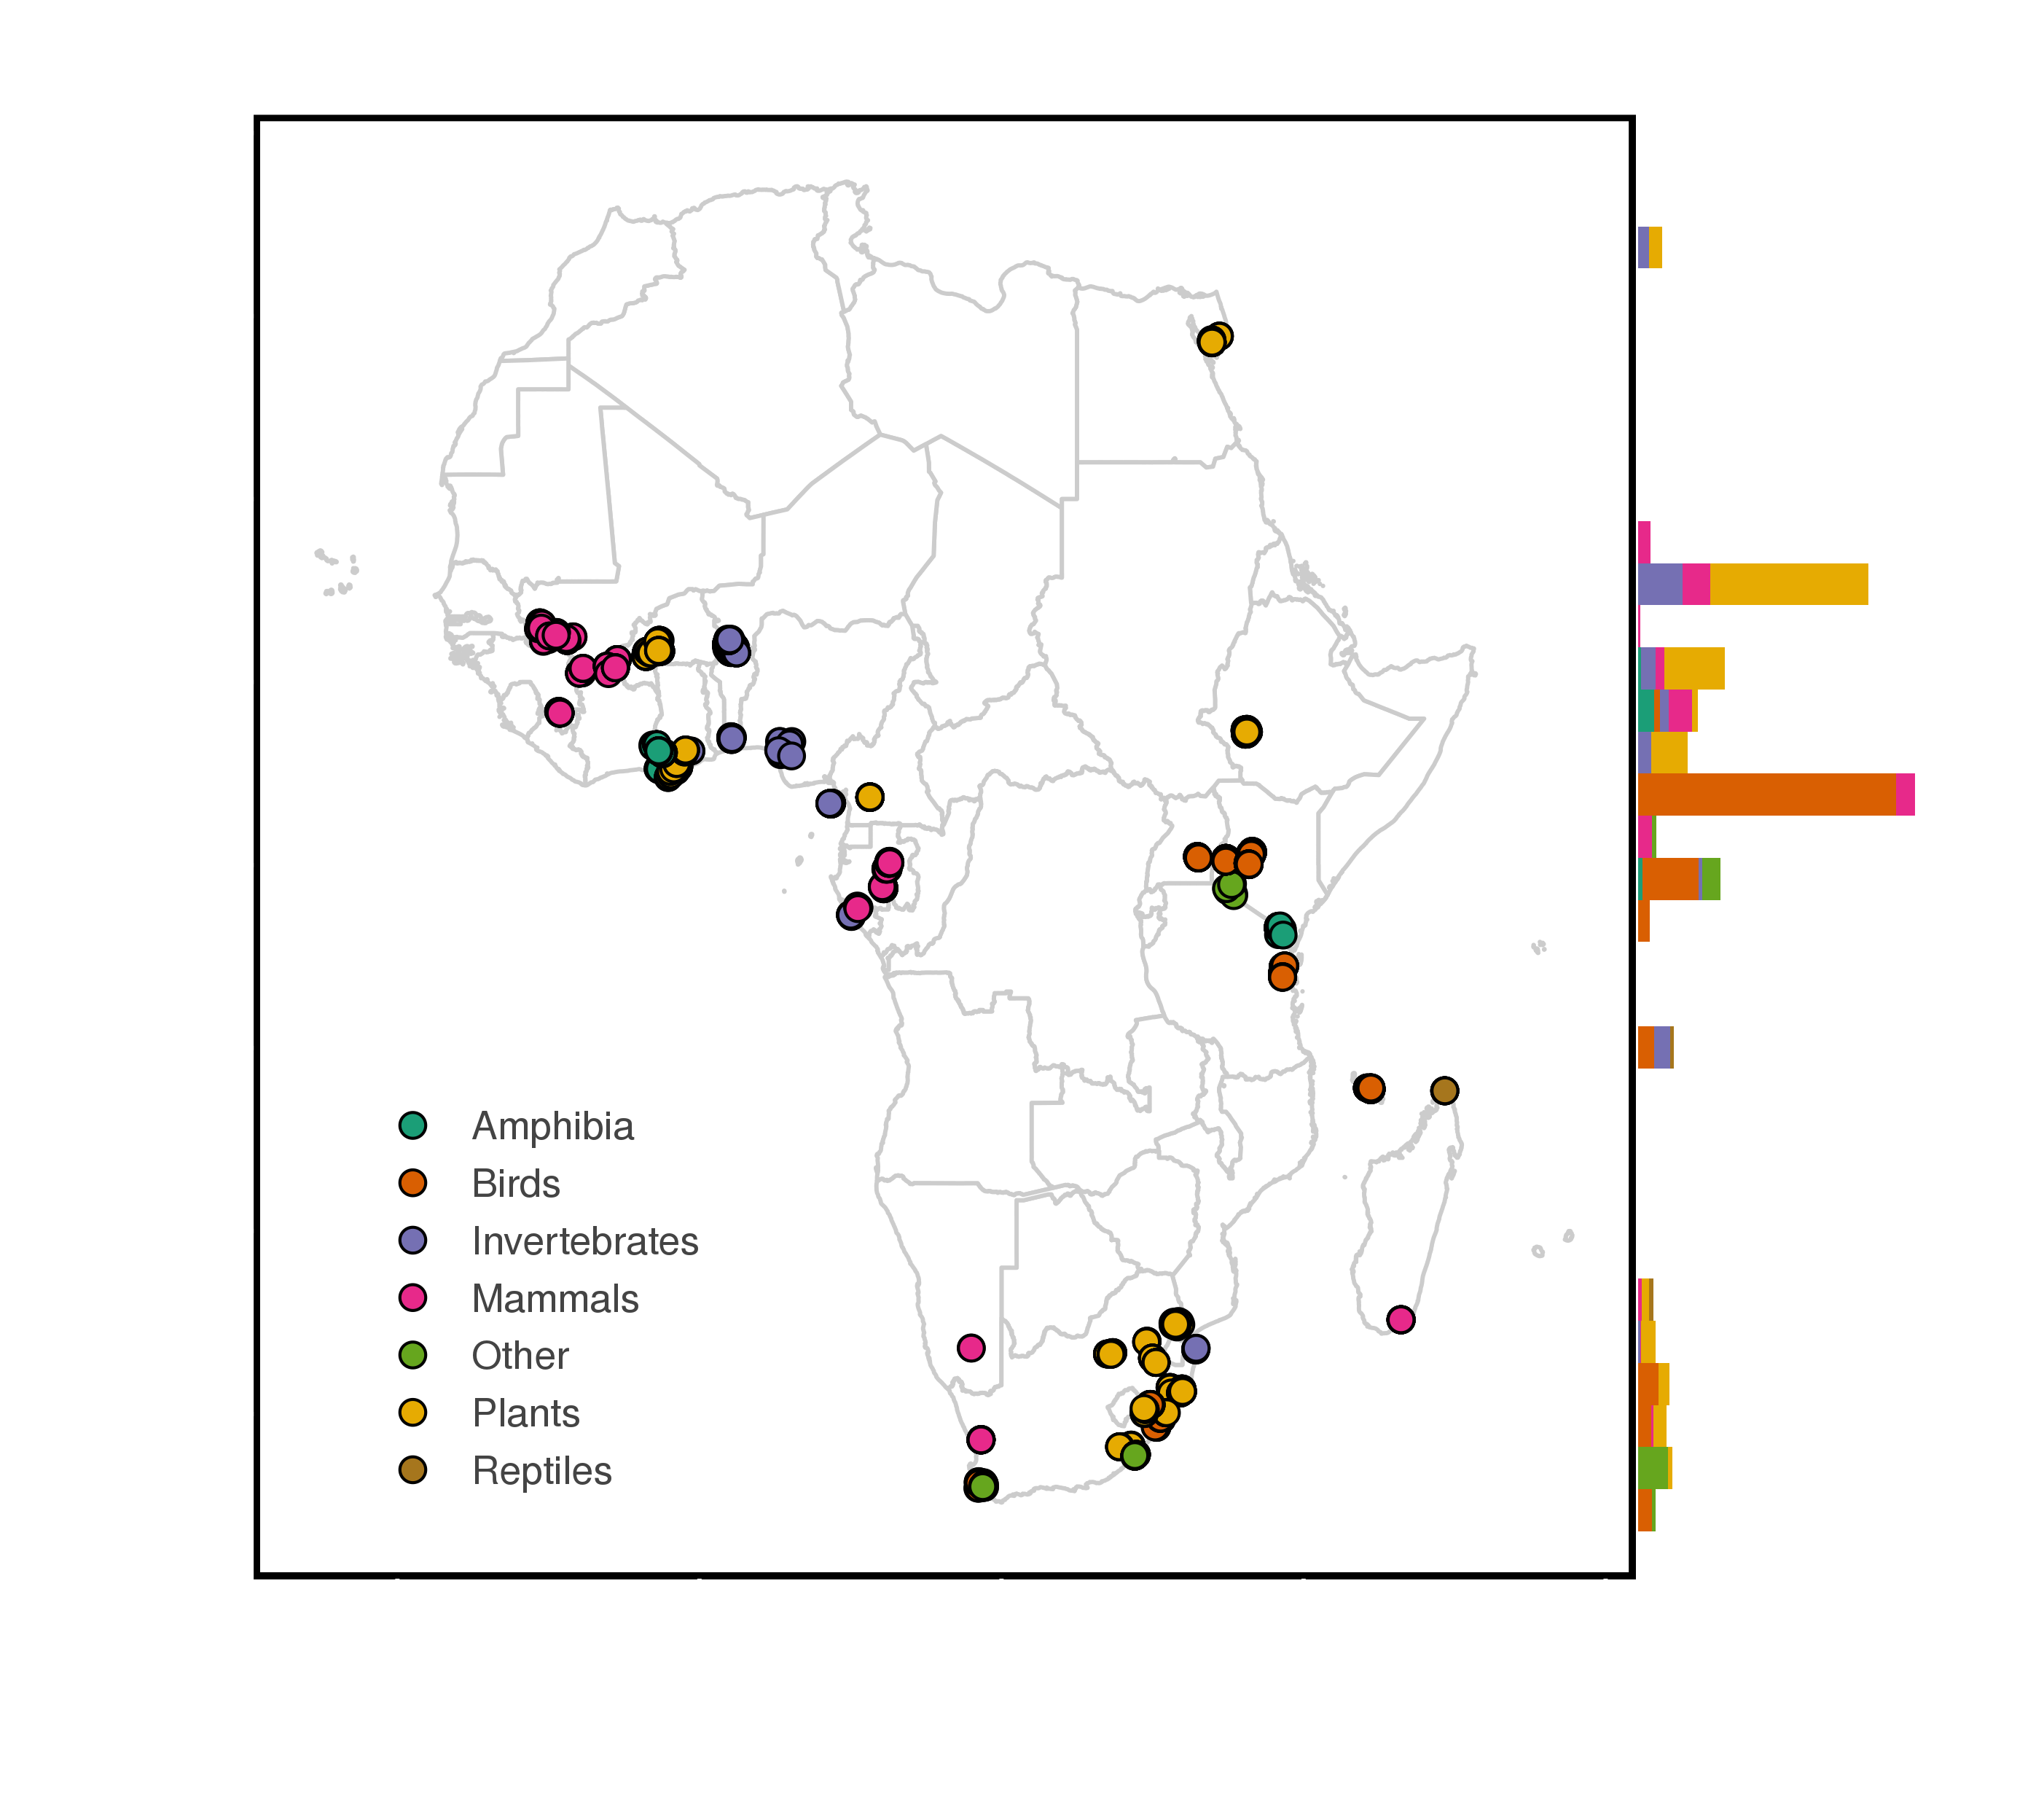 Amphibia
Birds
Invertebrates
Mammals
Other
Plants
Reptiles